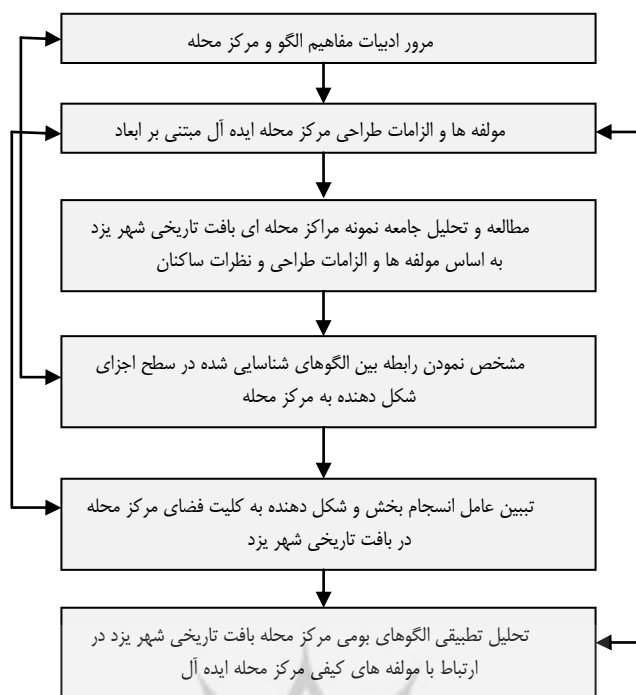 مرور ادبیات مفاهیم الگو و مرکز محله
مولفه ها و الزامات طراحی مرکز محله ایده آل مبتنی بر ابعاد
مطالعه و تحلیل جامعه نمونه مراکز محله ای بافت تاریخی شهر یزد
به اساس مولفه ها و الزامات طراحی و نظرات ساکنان
مشخص نمودن رابطه بین الگوهای شناسایی شده در سطح اجزای
شکل دهنده به مرکز محله
تبیین عامل انسجام بخش و شکل دهنده به کلیت فضای مرکز محله
در بافت تاریخی شهر یزد
تحلیل تطبیقی الگوهای بومی مرکز محله بافت تاریخی شهر یزد در
ارتباط با مولفه های کیفی مرکز محله ایده آل